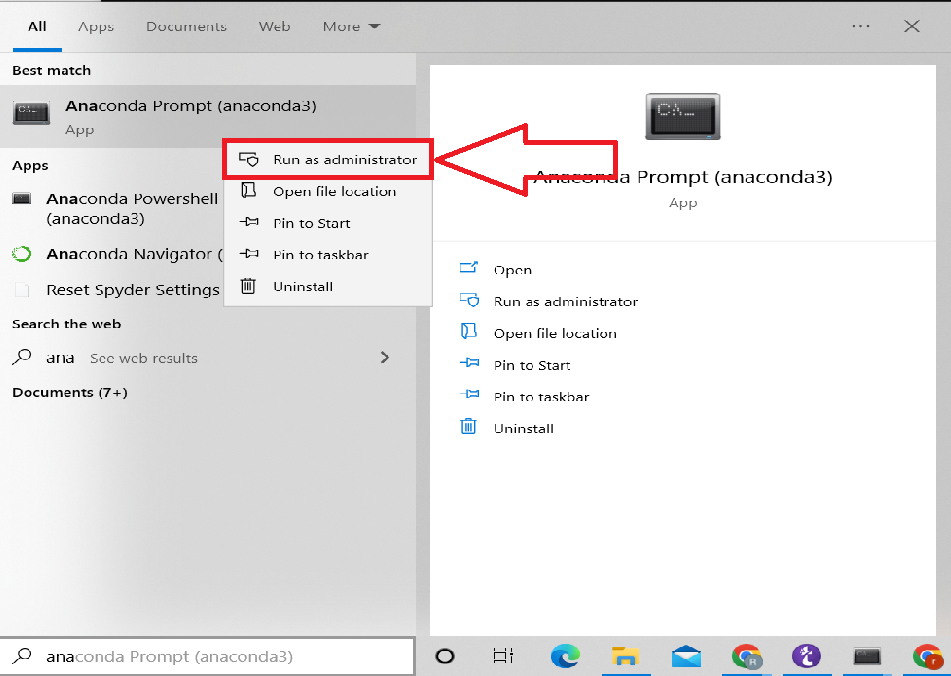 All Apps Documents Web More
Best match
Anaconda Prompt (anaconda3)
App
Apps
Anaconda Powershell
(anaconda3)
Anaconda Navigator (
Reset Spyder Settings
Search the web
ana See web results
Documents (7+)
Run as administrator
Open file location
Pin to Start
Pin to taskbar
Uninstall
C:\_
Anaconda Prompt (anaconda3)
App
Open
Run as administrator
Open file location
Pin to Start
Pin to taskbar
Uninstall
anaconda Prompt (anaconda3)
H
r